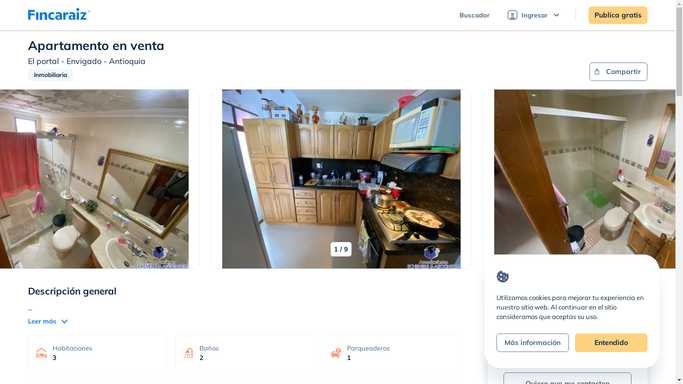 Fincaraiz
Buscador
Ingresar
Publica gratis
Apartamento en venta
El portal - Envigado - Antioquia
Inmobiliaria
Compartir
1 / 9
Descripción general
..
Leer más
Habitaciones
3
Baños
2
Parqueaderos
1
Utilizamos cookies para mejorar tu experiencia en
nuestro sitio web. Al continuar en el sitio
consideramos que aceptas su uso.
Más información
Entendido
Quiero que me contacten